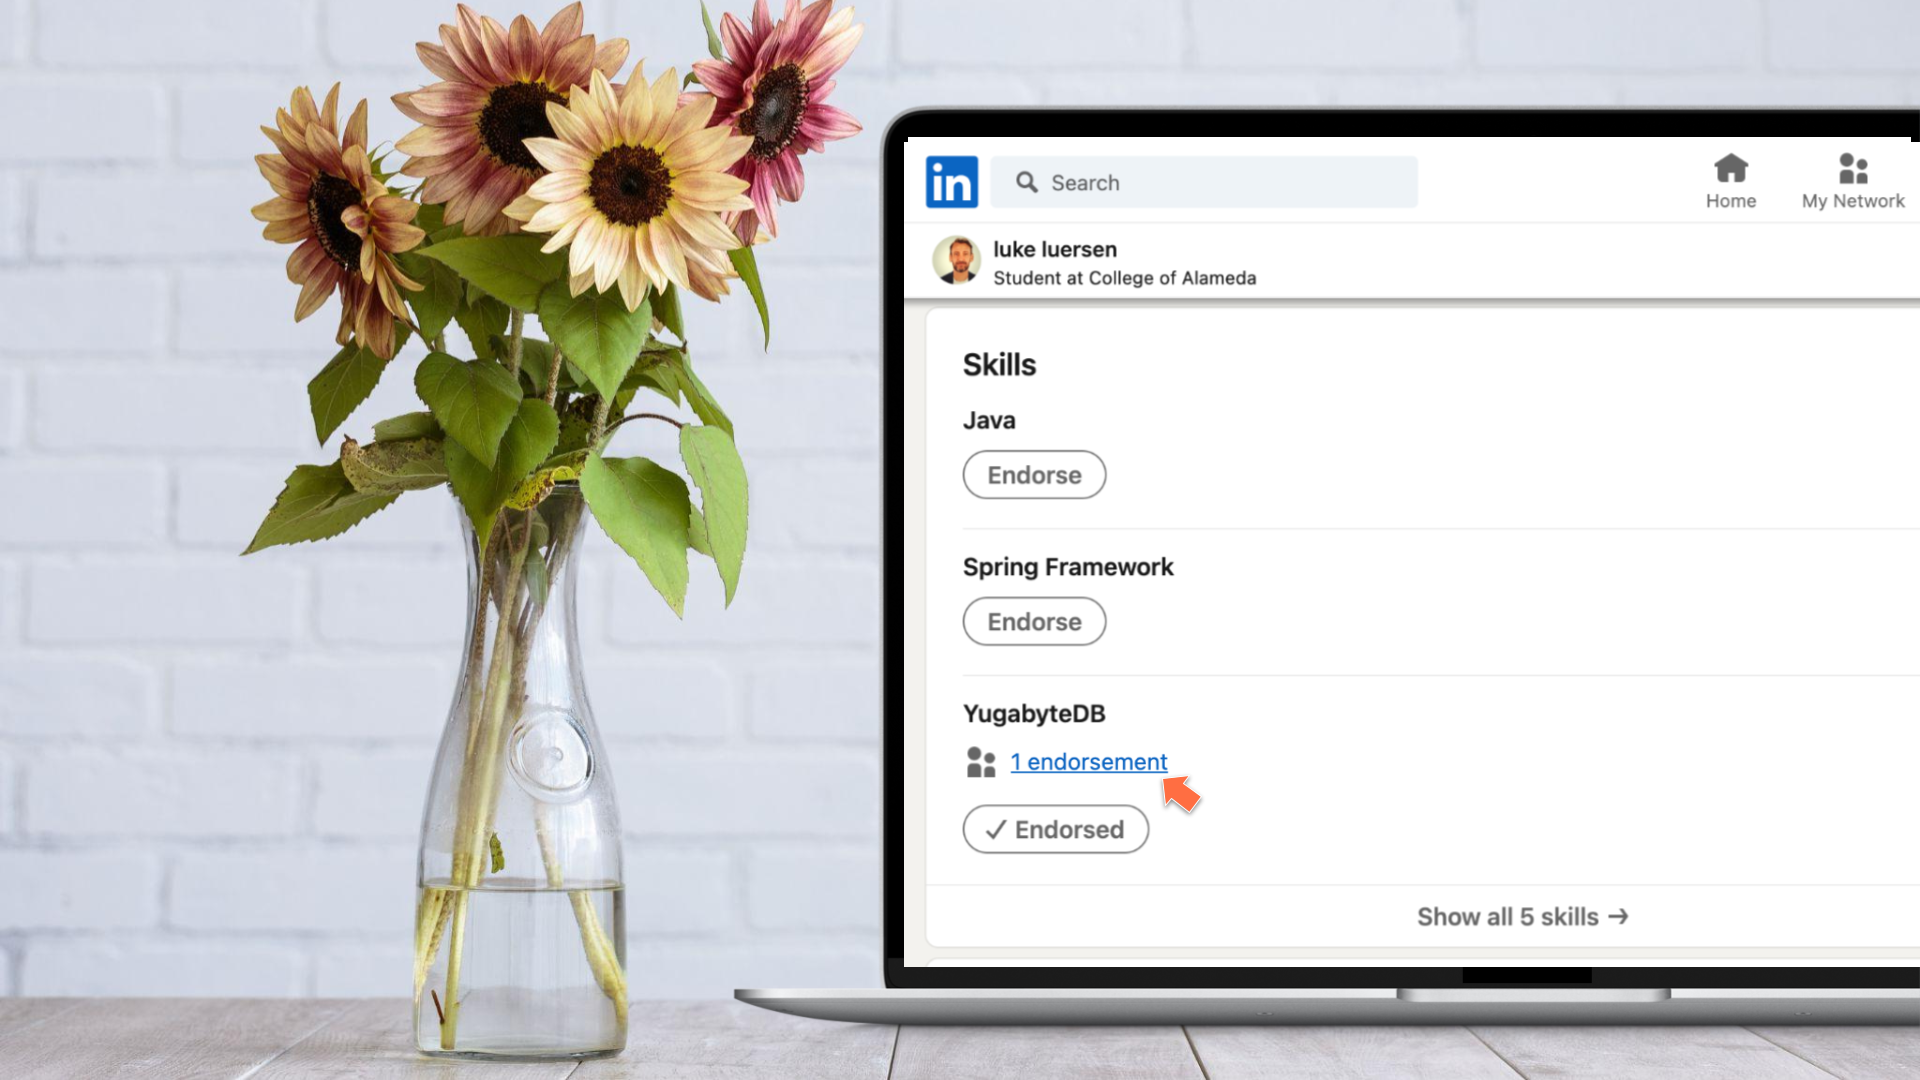 in
Search
Home
My Network
luke luersen
Student at College of Alameda
Skills
Java
Endorse
Spring Framework
Endorse
YugabyteDB
1 endorsement
✓ Endorsed
Show all 5 skills →